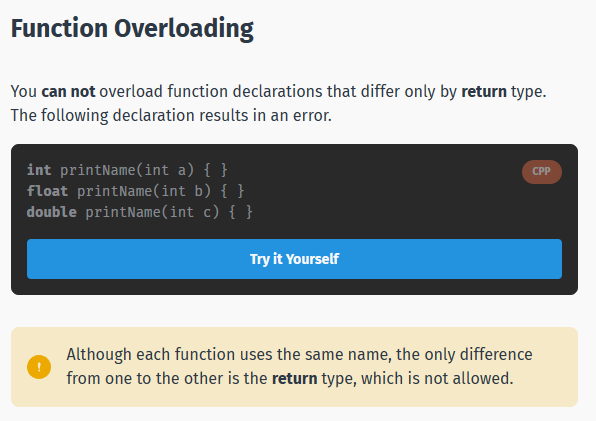 Function Overloading
You can not overload function declarations that differ only by return type.
The following declaration results in an error.
int printName(int a) { }
CPP
float printName(int b) { }
double printName(int c) { }
Try it Yourself
!
Although each function uses the same name, the only difference
from one to the other is the return type, which is not allowed.